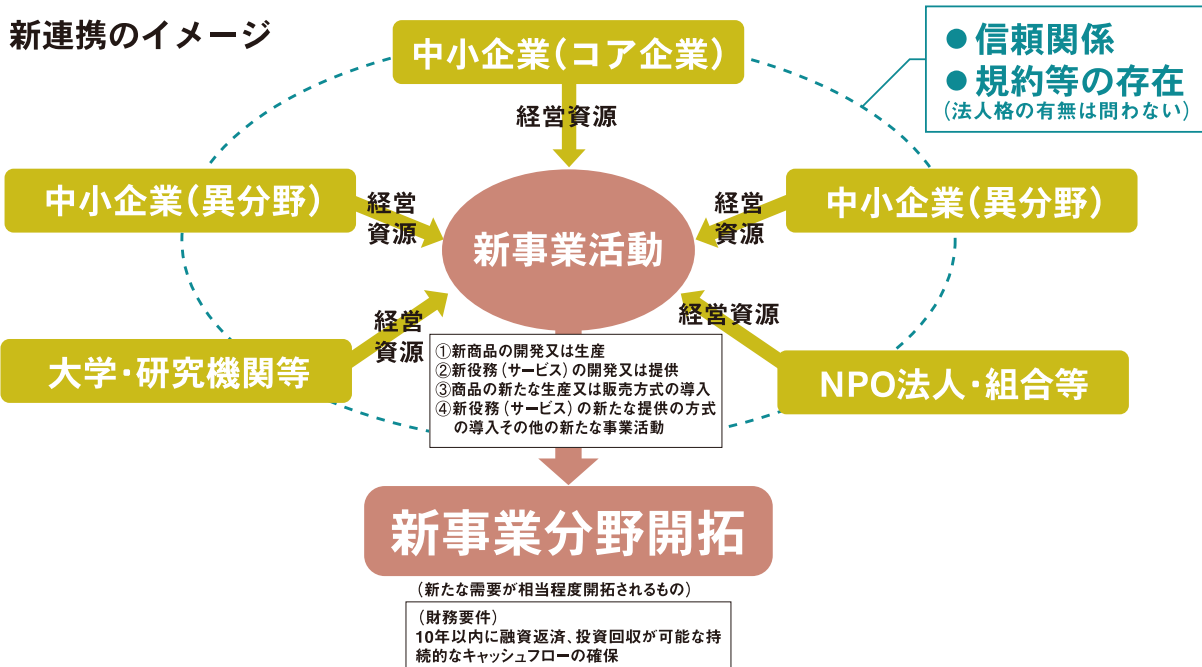 新連携のイメージ
中小企業（コア企業）
●信頼関係
●規約等の存在
（法人格の有無は問わない）
経営資源
中小企業（異分野）
経営
資源
新事業活動
経営
資源
中小企業（異分野）
大学・研究機関等
経営
資源
経営資源
NPO法人・組合等
①新商品の開発又は生産
②新役務（サービス）の開発又は提供
③商品の新たな生産又は販売方式の導入
④新役務（サービス）の新たな提供の方式
の導入その他の新たな事業活動
新事業分野開拓
（新たな需要が相当程度開拓されるもの）
（財務要件）
10年以内に融資返済、投資回収が可能な持
続的なキャッシュフローの確保